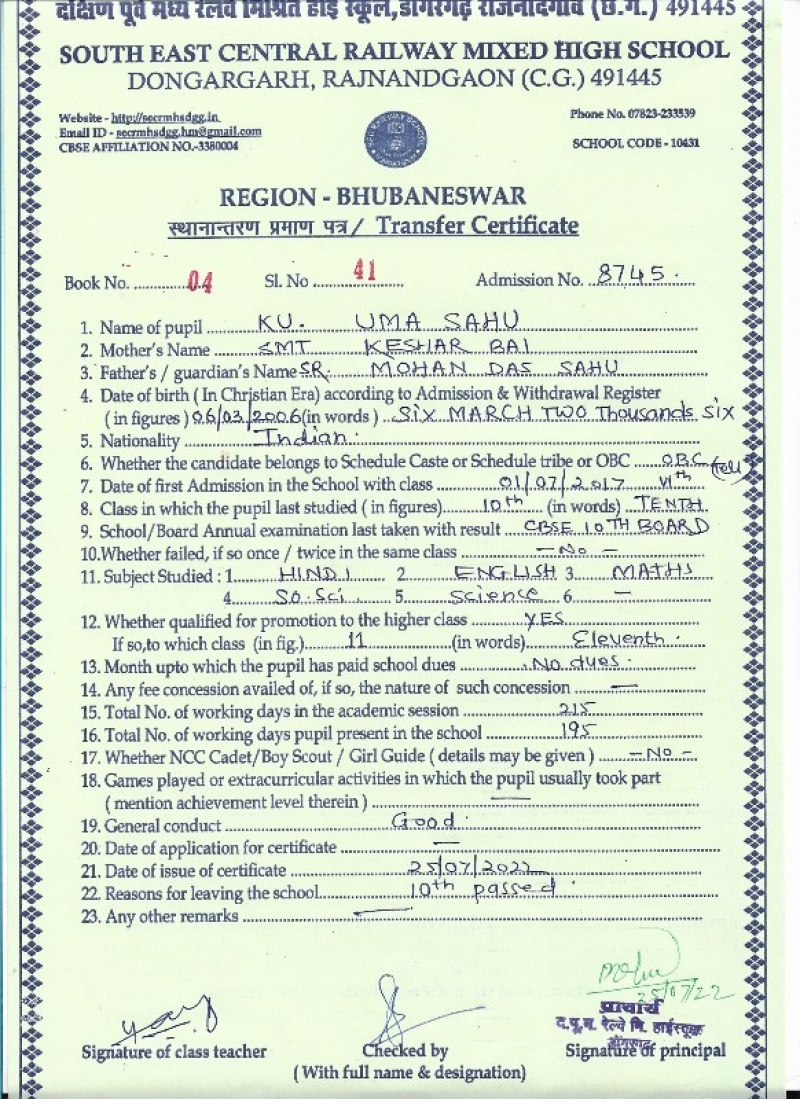 दक्षिण पूर्व मध्य रेलवे मिश्रित हाई स्कूल,डोंगरगढ़ राजनांदगांव (छ.ग.) 491445
SOUTH EAST CENTRAL RAILWAY MIXED HIGH SCHOOL
DONGARGARH, RAJNANDGAON (C.G.) 491445
Website - http://secrmhsdgg.in
Phone No. 07823-233539
Email ID - secrmhsdgg.hm@gmail.com
CBSE AFFILIATION NO.-3380004
SCHOOL CODE - 10431
REGION - BHUBANESWAR
स्थानान्तरण प्रमाण पत्र / Transfer Certificate
Book No. 04 Sl. No 41 Admission No. 8745.
1. Name of pupil KU. UMA SAHU
2. Mother's Name SMT KESHAR BAI
3. Father's / guardian's Name SR. MOHAN DAS SAHU
4. Date of birth ( In Christian Era) according to Admission & Withdrawal Register
( in figures ) 06/03/2006 (in words ) SIX MARCH TWO Thousands SIX
5. Nationality Indian.
6. Whether the candidate belongs to Schedule Caste or Schedule tribe or OBC OBC
7. Date of first Admission in the School with class 01/07/2017 VIth
8. Class in which the pupil last studied ( in figures) 10th (in words) TENTH
9. School/Board Annual examination last taken with result CBSE 10TH BOARD
10.Whether failed, if so once / twice in the same class - No -
11. Subject Studied : 1 HINDI 2 ENGLISH 3 MATHS
4. SO.SCI. 5. Science 6. -
12. Whether qualified for promotion to the higher class YES
If so,to which class (in fig.) 11 (in words) Eleventh.
13. Month upto which the pupil has paid school dues No dues.
14. Any fee concession availed of, if so, the nature of such concession -
15. Total No. of working days in the academic session 215
16. Total No. of working days pupil present in the school 195
17. Whether NCC Cadet/Boy Scout / Girl Guide ( details may be given ) - No -
18. Games played or extracurricular activities in which the pupil usually took part
( mention achievement level therein ) -
19. General conduct Good.
20. Date of application for certificate -
21. Date of issue of certificate 25/07/2022
22. Reasons for leaving the school 10th passed.
23. Any other remarks -
25/07/22
प्राचार्य
द.पू.म. रेल्वे मि. हाईस्कूल
डोंगरगढ़
Signature of class teacher
Checked by
Signature of principal
( With full name & designation)